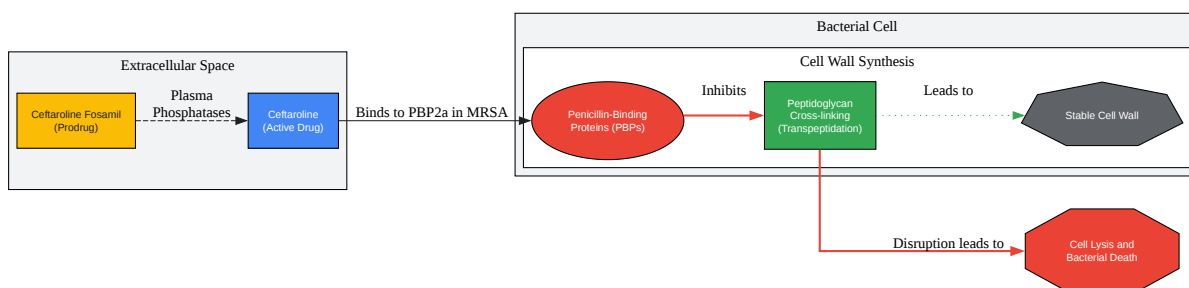 Bacterial Cell
Extracellular Space
Cell Wall Synthesis
Ceftaroline Fosamil
(Prodrug)
Plasma
Phosphatases
Ceftaroline
(Active Drug)
Binds to PBP2a in MRSA
Penicillin-Binding
Proteins (PBPs)
Inhibits
Peptidoglycan
Cross-linking
(Transpeptidation)
Leads to
Stable Cell Wall
Disruption leads to
Cell Lysis and
Bacterial Death